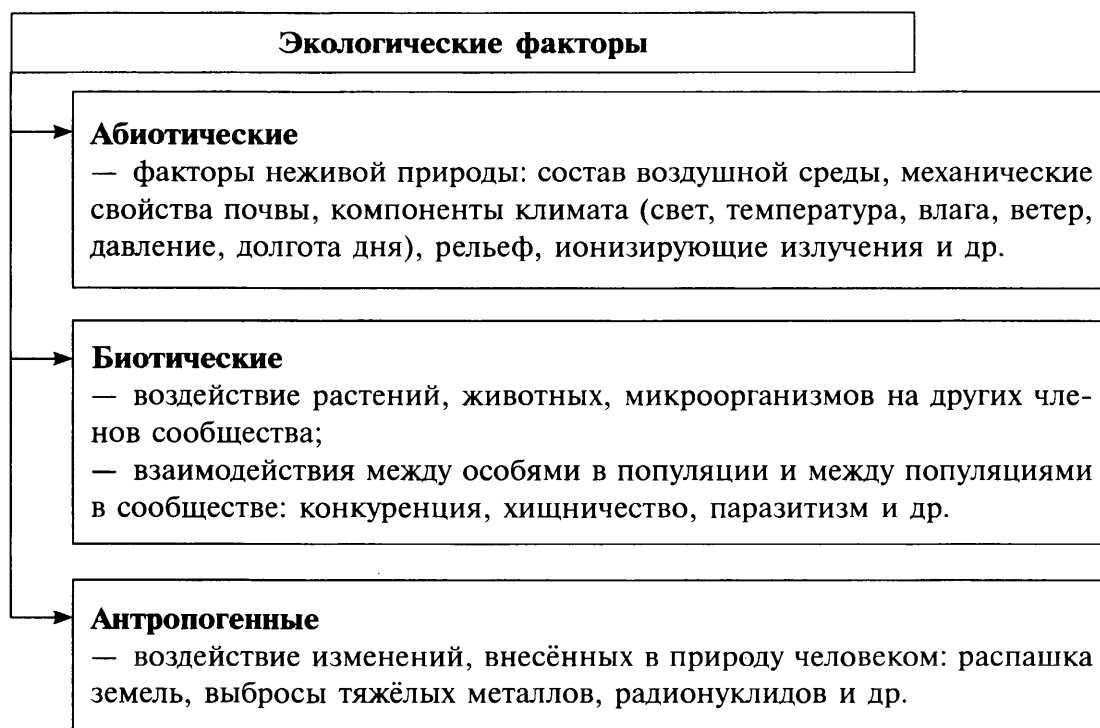 Экологические факторы
Абиотические
— факторы неживой природы: состав воздушной среды, механические
свойства почвы, компоненты климата (свет, температура, влага, ветер,
давление, долгота дня), рельеф, ионизирующие излучения и др.
Биотические
— воздействие растений, животных, микроорганизмов на других чле-
нов сообщества;
— взаимодействия между особями в популяции и между популяциями
в сообществе: конкуренция, хищничество, паразитизм и др.
Антропогенные
— воздействие изменений, внесённых в природу человеком: распашка
земель, выбросы тяжёлых металлов, радионуклидов и др.